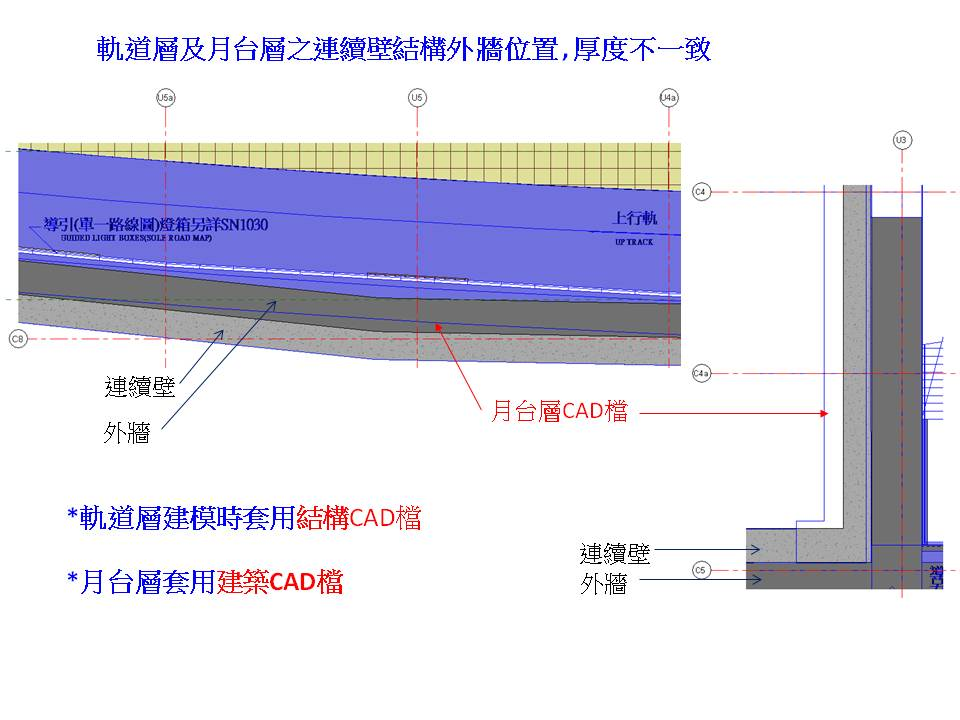 軌道層及月台層之連續壁結構外牆位置,厚度不一致
U5a
U5
U4a
U3
C4
導引(單一路線圖)燈箱另詳SN1030
GUIDED LIGHT BOXES(SOLE ROAD MAP)
上行軌
UP TRACK
C8
C4a
連續壁
外牆
月台層CAD檔
*軌道層建模時套用結構CAD檔
*月台層套用建築CAD檔
連續壁
外牆
C5